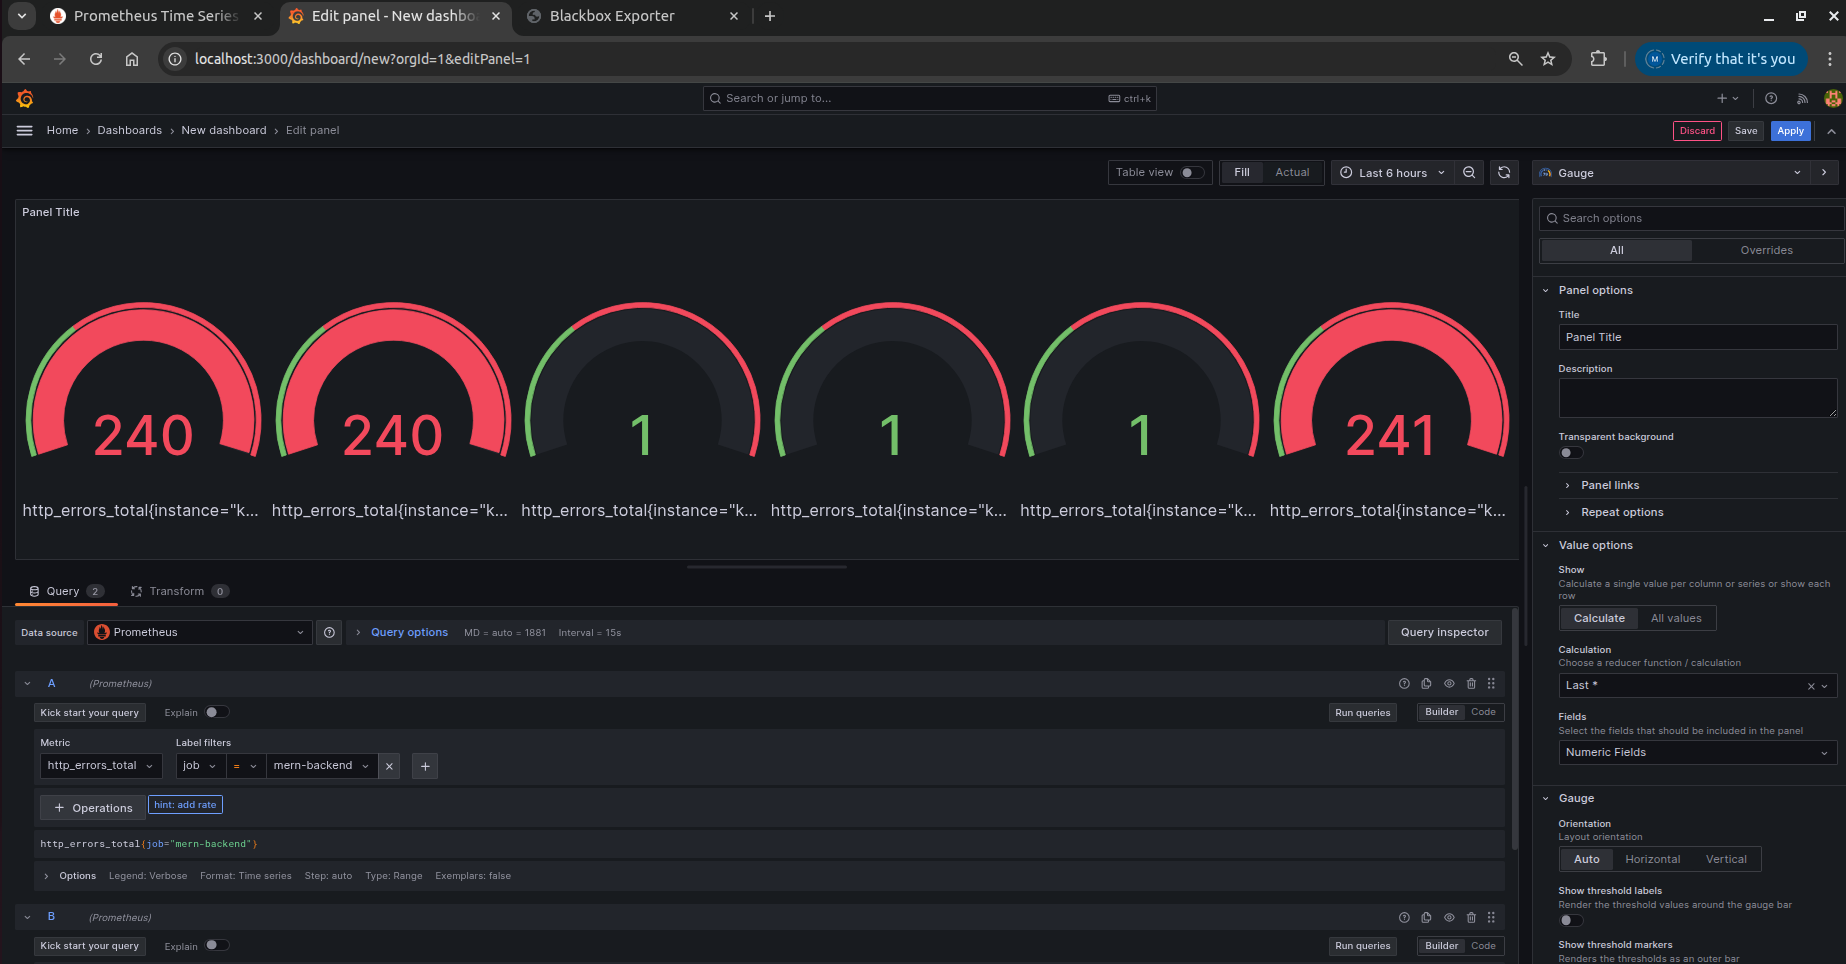 Prometheus Time Series
Edit panel - New dashbo
Blackbox Exporter
localhost:3000/dashboard/new?orgId=1&editPanel=1
M
Verify that it's you
Search or jump to...
ctrl+k
Home › Dashboards › New dashboard › Edit panel
Discard
Save
Apply
Table view
Fill
Actual
Last 6 hours
Gauge
Panel Title
240
240
1
1
1
241
http_errors_total{instance="k...
http_errors_total{instance="k...
http_errors_total{instance="k...
http_errors_total{instance="k...
http_errors_total{instance="k...
http_errors_total{instance="k...
Query 2
Transform 0
Data source
Prometheus
Query options
MD = auto = 1881
Interval = 15s
Query inspector
A
(Prometheus)
Kick start your query
Explain
Run queries
Builder
Code
Metric
Label filters
http_errors_total
job
=
mern-backend
+ Operations
hint: add rate
http_errors_total{job="mern-backend"}
Options
Legend: Verbose
Format: Time series
Step: auto
Type: Range
Exemplars: false
B
(Prometheus)
Kick start your query
Explain
Run queries
Builder
Code
Search options
All
Overrides
Panel options
Title
Panel Title
Description
Transparent background
Panel links
Repeat options
Value options
Show
Calculate a single value per column or series or show each
row
Calculate
All values
Calculation
Choose a reducer function / calculation
Last *
Fields
Select the fields that should be included in the panel
Numeric Fields
Gauge
Orientation
Layout orientation
Auto
Horizontal
Vertical
Show threshold labels
Render the threshold values around the gauge bar
Show threshold markers
Renders the thresholds as an outer bar